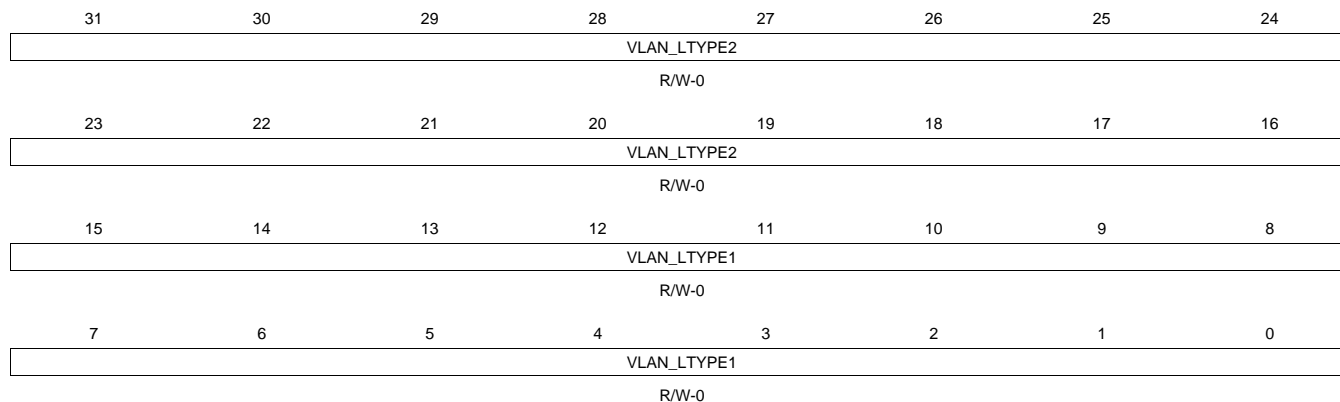 31 30 29 28 27 26 25 24
VLAN_LTYPE2
R/W-0
23 22 21 20 19 18 17 16
VLAN_LTYPE2
R/W-0
15 14 13 12 11 10 9 8
VLAN_LTYPE1
R/W-0
7 6 5 4 3 2 1 0
VLAN_LTYPE1
R/W-0